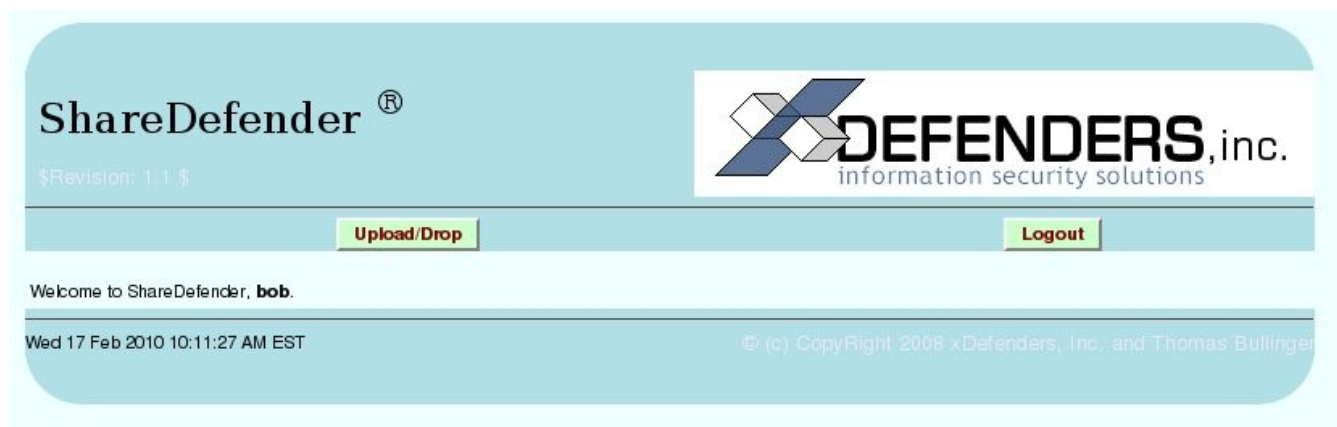 ShareDefender ®
$Revision: 1.1 $
XDEFENDERS, inc.
information security solutions
Upload/Drop
Logout
Welcome to ShareDefender, bob.
Wed 17 Feb 2010 10:11:27 AM EST
© (c) CopyRight 2008 xDefenders, Inc. and Thomas Bullinger